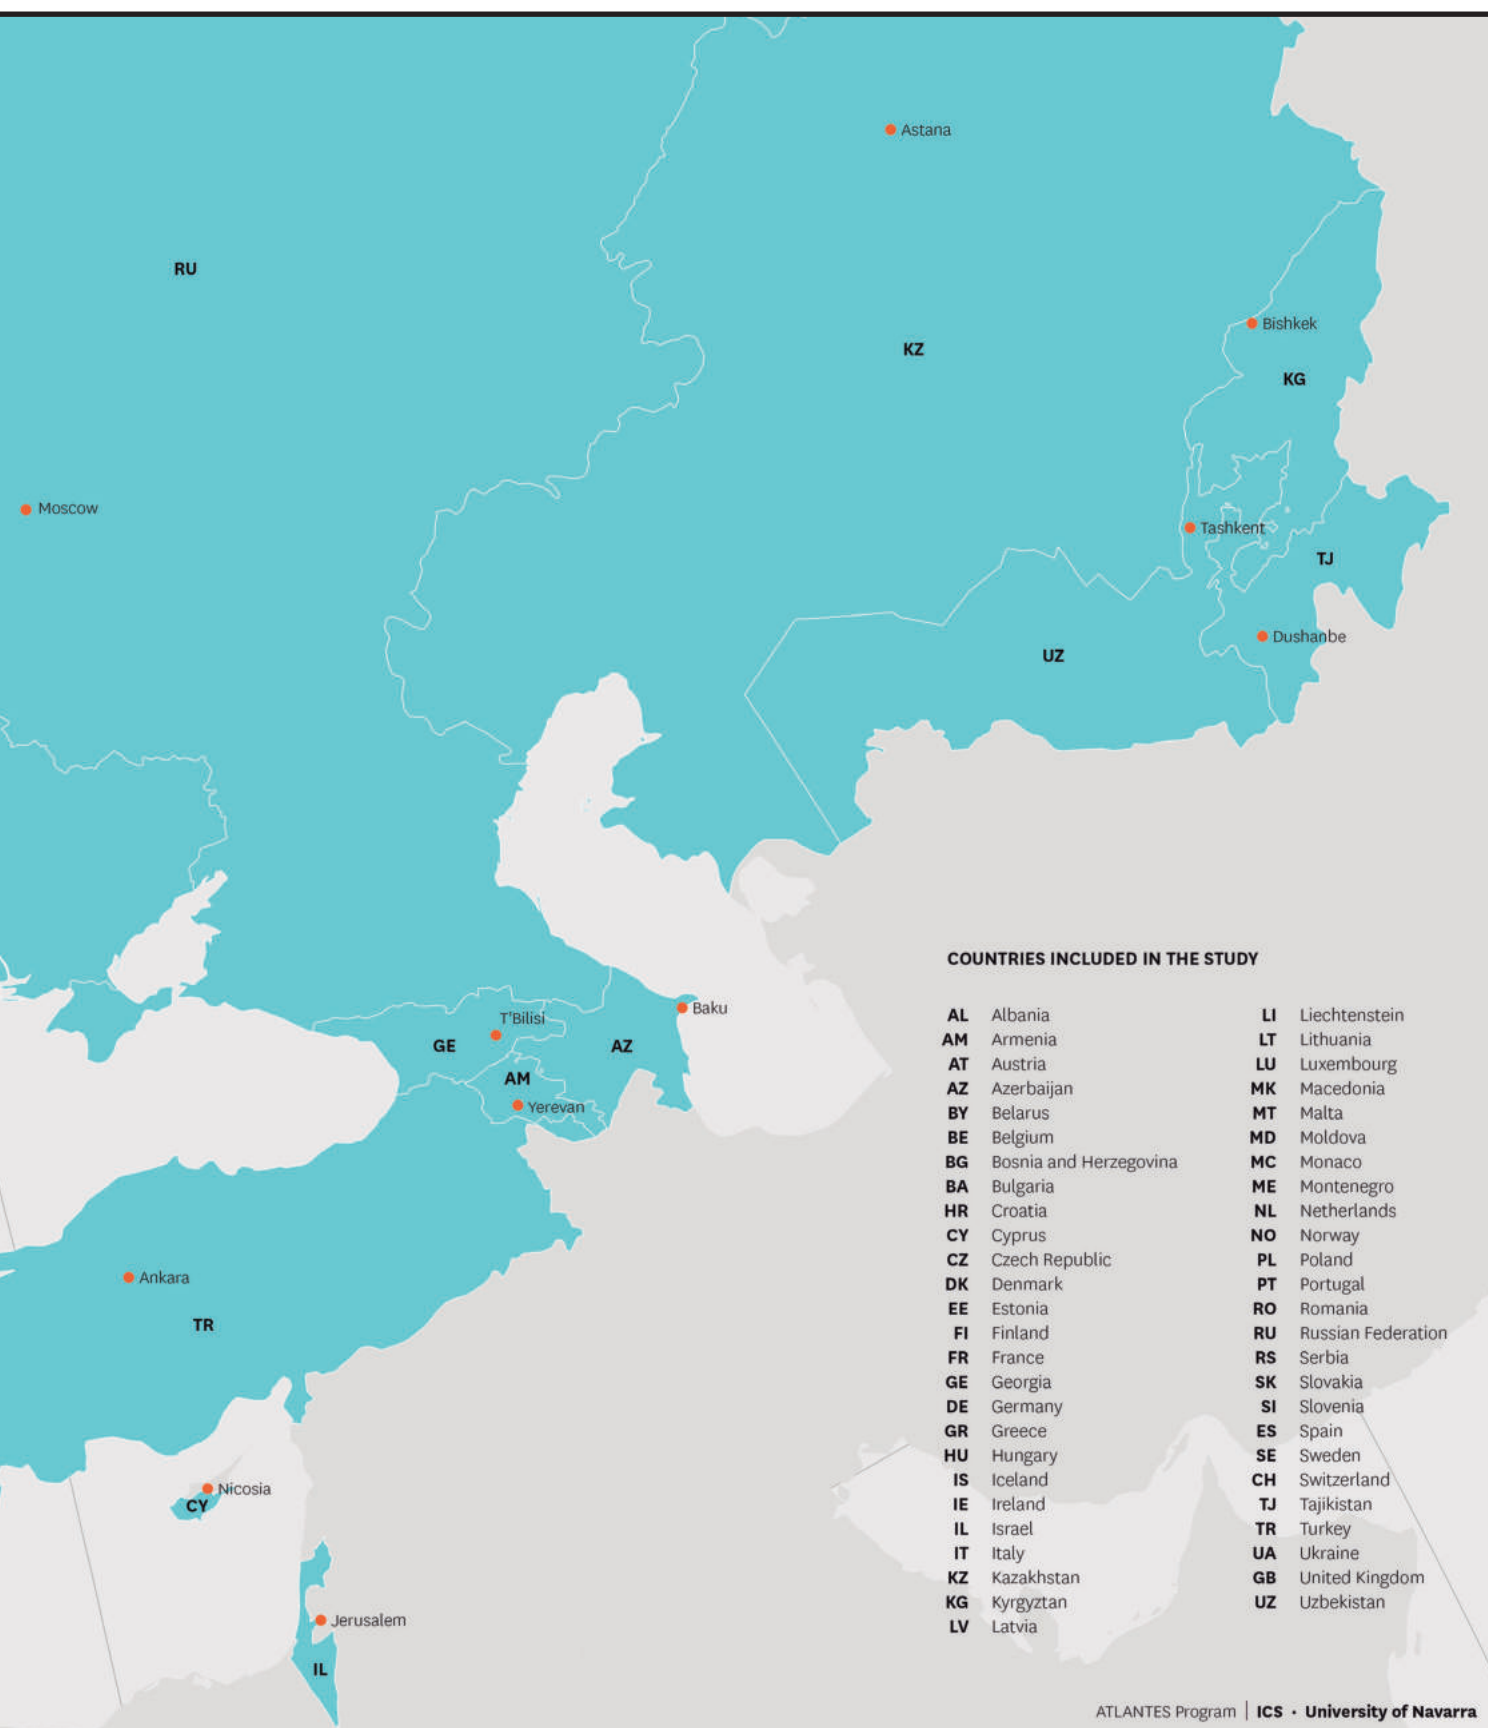 Astana
RU
Bishkek
KZ
KG
Moscow
Tashkent
TJ
Dushanbe
UZ
COUNTRIES INCLUDED IN THE STUDY
Baku
T'Bilisi
GE
AZ
AM
Yerevan
AL Albania
AM Armenia
AT Austria
AZ Azerbaijan
BY Belarus
BE Belgium
BG Bosnia and Herzegovina
BA Bulgaria
HR Croatia
CY Cyprus
CZ Czech Republic
DK Denmark
EE Estonia
FI Finland
FR France
GE Georgia
DE Germany
GR Greece
HU Hungary
IS Iceland
IE Ireland
IL Israel
IT Italy
KZ Kazakhstan
KG Kyrgyztan
LV Latvia
LI Liechtenstein
LT Lithuania
LU Luxembourg
MK Macedonia
MT Malta
MD Moldova
MC Monaco
ME Montenegro
NL Netherlands
NO Norway
PL Poland
PT Portugal
RO Romania
RU Russian Federation
RS Serbia
SK Slovakia
SI Slovenia
ES Spain
SE Sweden
CH Switzerland
TJ Tajikistan
TR Turkey
UA Ukraine
GB United Kingdom
UZ Uzbekistan
Ankara
TR
Nicosia
CY
Jerusalem
IL
ATLANTES Program | ICS · University of Navarra